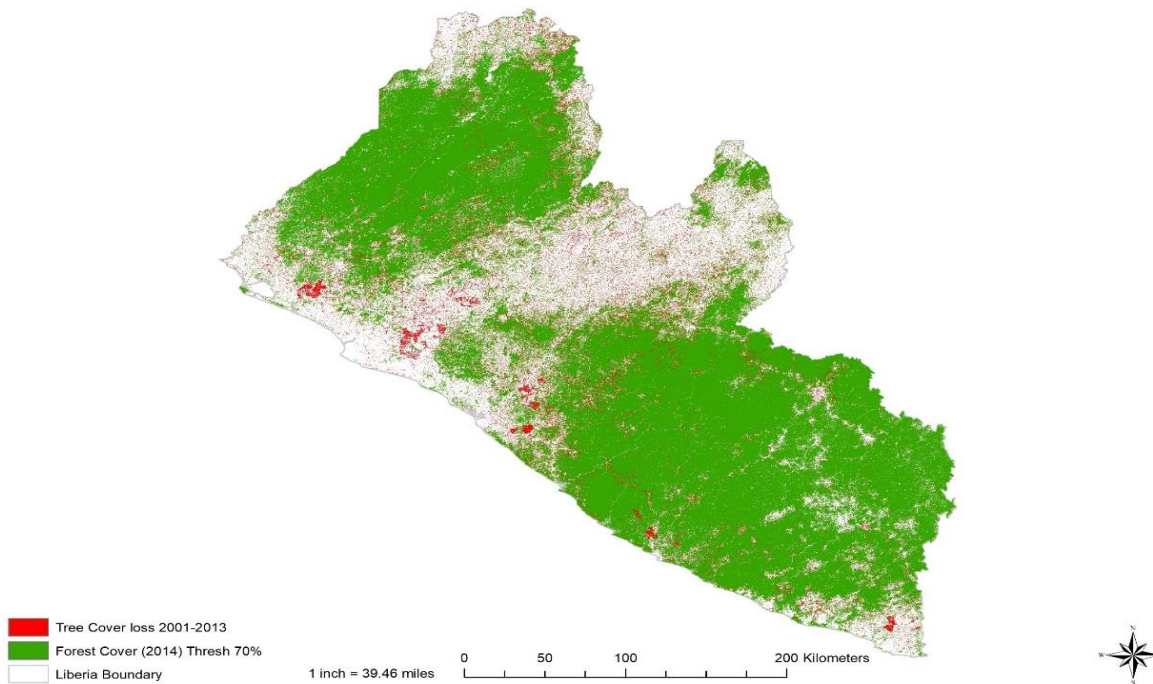 Tree Cover loss 2001-2013
Forest Cover (2014) Thresh 70%
Liberia Boundary
1 inch = 39.46 miles
0 50 100 200 Kilometers
N
W E
S